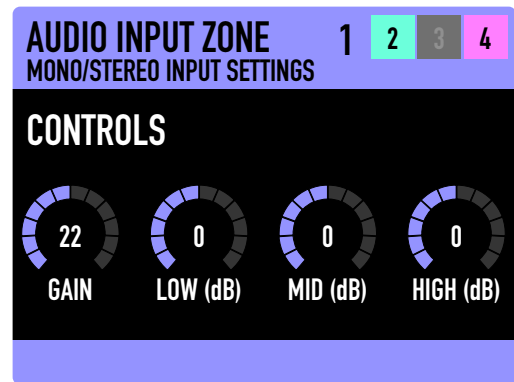 AUDIO INPUT ZONE 1 2 3 4
MONO/STEREO INPUT SETTINGS
CONTROLS
22 0 0 0
GAIN LOW (dB) MID (dB) HIGH (dB)